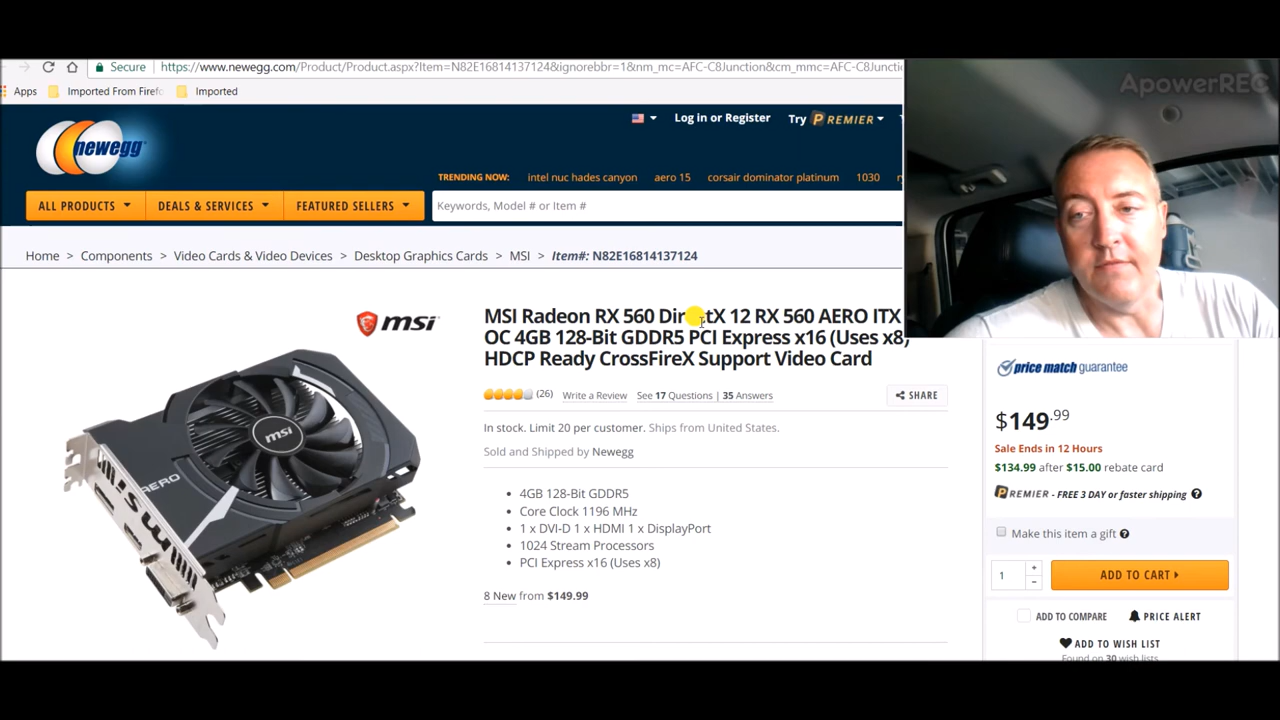 ApowerREC
Secure https://www.newegg.com/Product/Product.aspx?Item=N82E16814137124&ignorebbr=1&nm_mc=AFC-C8Junction&cm_mmc=AFC-C8Juncti
Apps Imported From Firefo Imported
newegg
Log in or Register Try PREMIER
TRENDING NOW: intel nuc hades canyon aero 15 corsair dominator platinum 1030
ALL PRODUCTS DEALS & SERVICES FEATURED SELLERS Keywords, Model # or Item #
Home > Components > Video Cards & Video Devices > Desktop Graphics Cards > MSI > Item#: N82E16814137124
msi
MSI Radeon RX 560 DirectX 12 RX 560 AERO ITX
OC 4GB 128-Bit GDDR5 PCI Express x16 (Uses x8)
HDCP Ready CrossFireX Support Video Card
(26) Write a Review See 17 Questions | 35 Answers SHARE
In stock. Limit 20 per customer. Ships from United States.
Sold and Shipped by Newegg
4GB 128-Bit GDDR5
Core Clock 1196 MHz
1 x DVI-D 1 x HDMI 1 x DisplayPort
1024 Stream Processors
PCI Express x16 (Uses x8)
8 New from $149.99
msi
AERO
msi
price match guarantee
$149.99
Sale Ends in 12 Hours
$134.99 after $15.00 rebate card
PREMIER - FREE 3 DAY or faster shipping ?
Make this item a gift ?
1 + - ADD TO CART
ADD TO COMPARE PRICE ALERT
ADD TO WISH LIST
Found on 30 wish lists